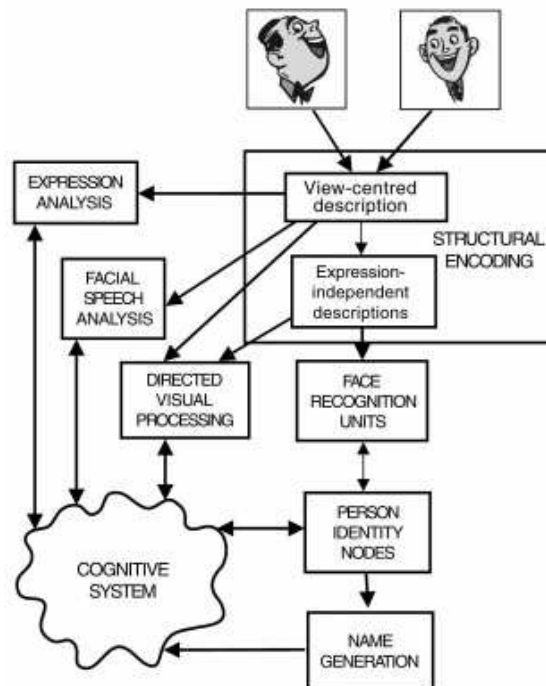 View-centred
description
EXPRESSION
ANALYSIS
STRUCTURAL
ENCODING
FACIAL
SPEECH
ANALYSIS
Expression-
independent
descriptions
DIRECTED
VISUAL
PROCESSING
FACE
RECOGNITION
UNITS
PERSON
IDENTITY
NODES
COGNITIVE
SYSTEM
NAME
GENERATION